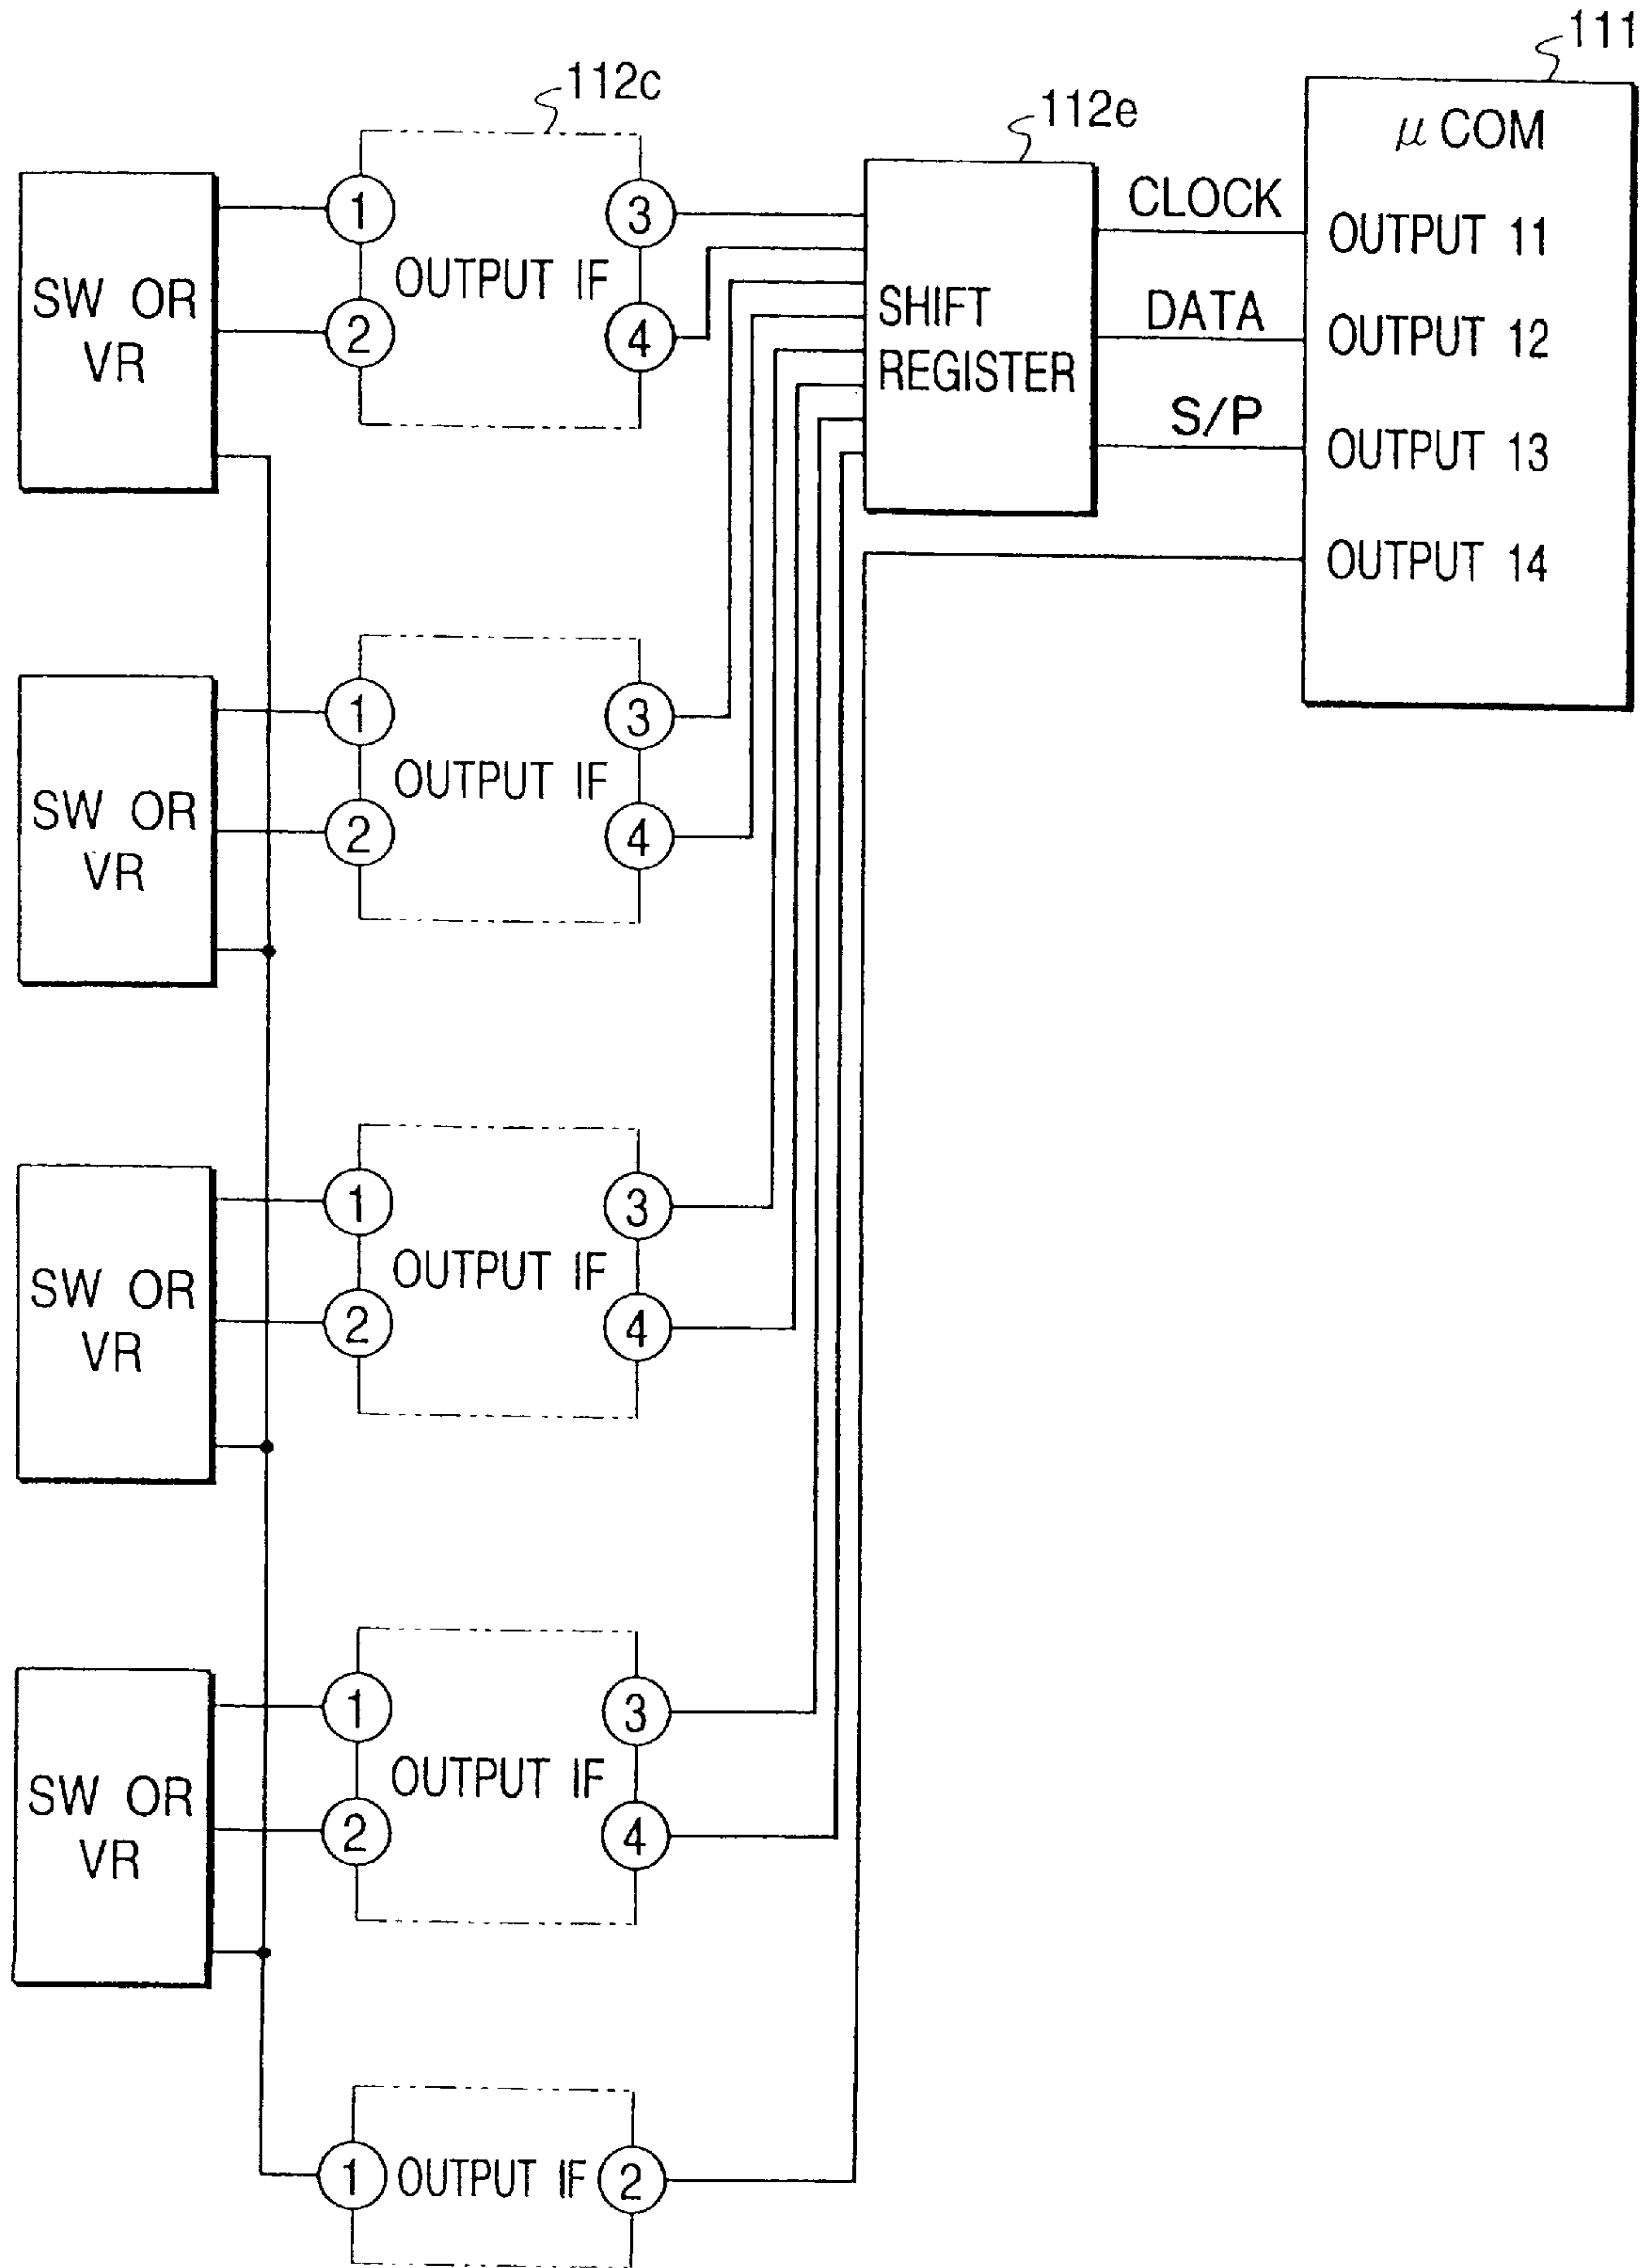 111
112c
112e
μ COM
CLOCK
OUTPUT 11
DATA
OUTPUT 12
S/P
OUTPUT 13
OUTPUT 14
SHIFT
REGISTER
SW OR
VR
1
2
OUTPUT IF
3
4
SW OR
VR
1
2
OUTPUT IF
3
4
SW OR
VR
1
2
OUTPUT IF
3
4
SW OR
VR
1
2
OUTPUT IF
3
4
1
OUTPUT IF
2